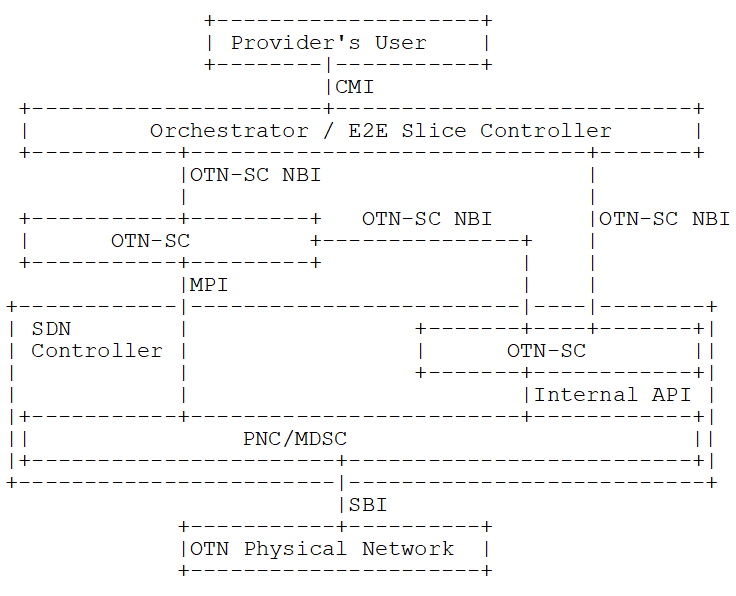 Provider's User
CMI
Orchestrator / E2E Slice Controller
OTN-SC NBI
OTN-SC NBI OTN-SC NBI
OTN-SC
MPI
SDN
Controller OTN-SC
Internal API
PNC/MDSC
SBI
OTN Physical Network